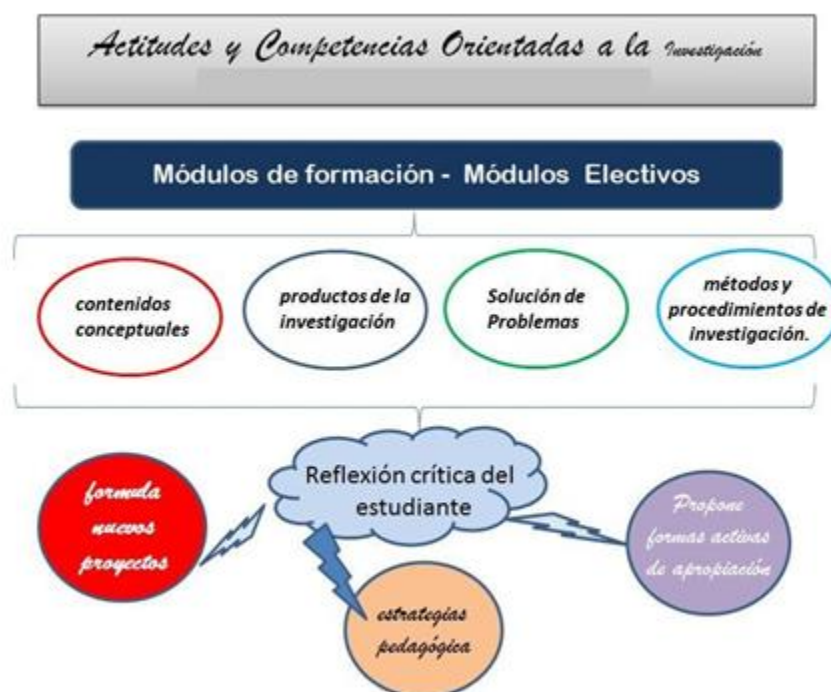 Actitudes y Competencias Orientadas a la Investigación
Módulos de formación - Módulos Electivos
contenidos
conceptuales
productos de la
investigación
Solución de
Problemas
métodos y
procedimientos de
investigación.
Reflexión crítica del
estudiante
formula
nuevos
proyectos
Propone
formas activas
de apropiación
estrategias
pedagógica